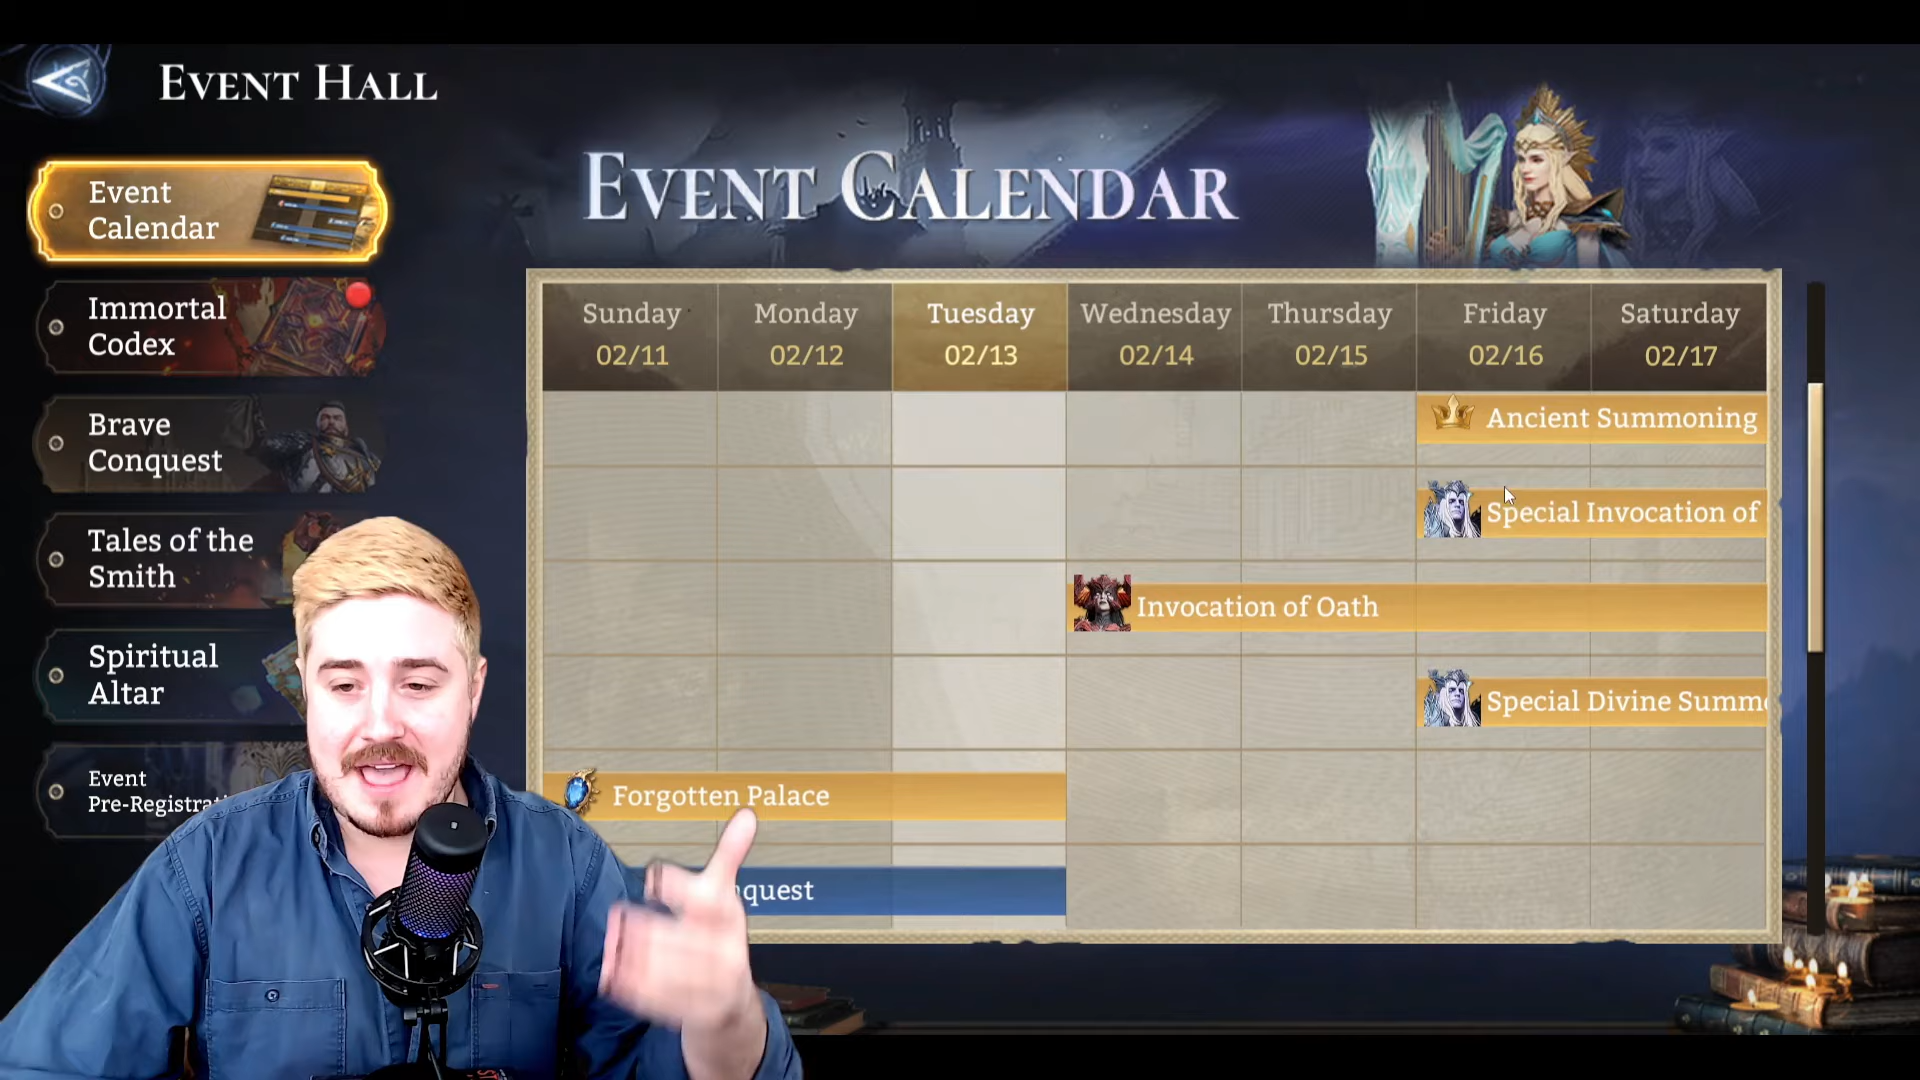 EVENT HALL
EVENT CALENDAR
Event
Calendar
Immortal
Codex
Brave
Conquest
Tales of the
Smith
Spiritual
Altar
Event
Sunday Monday Tuesday Wednesday Thursday Friday Saturday
02/11 02/12 02/13 02/14 02/15 02/16 02/17
Ancient Summoning
Special Invocation of
Invocation of Oath
Special Divine
Forgotten Palace